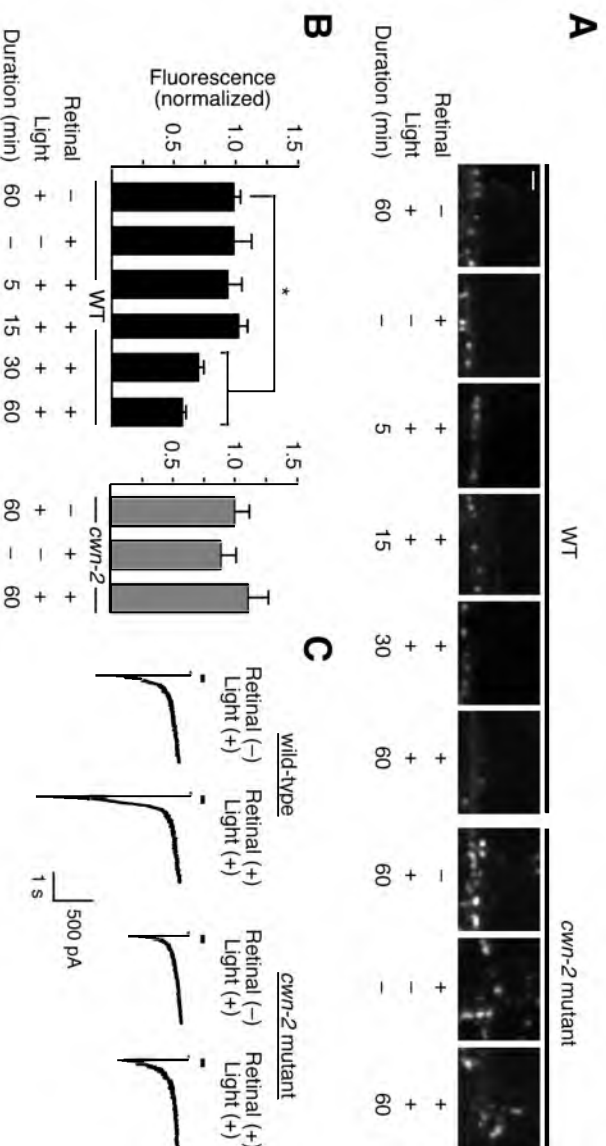 A
WT
cwn-2 mutant
Retinal – + + + + + – + +
Light + – + + + + + – +
Duration (min) 60 – 5 15 30 60 60 – 60
B
Fluorescence
(normalized)
1.5
1.0
0.5
*
1.5
1.0
0.5
WT
cwn-2
Retinal – + + + + + – + +
Light + – + + + + + – +
Duration (min) 60 – 5 15 30 60 60 – 60
C
wild-type
cwn-2 mutant
Retinal (–) Retinal (+) Retinal (–) Retinal (+)
Light (+) Light (+) Light (+) Light (+)
500 pA
1 s